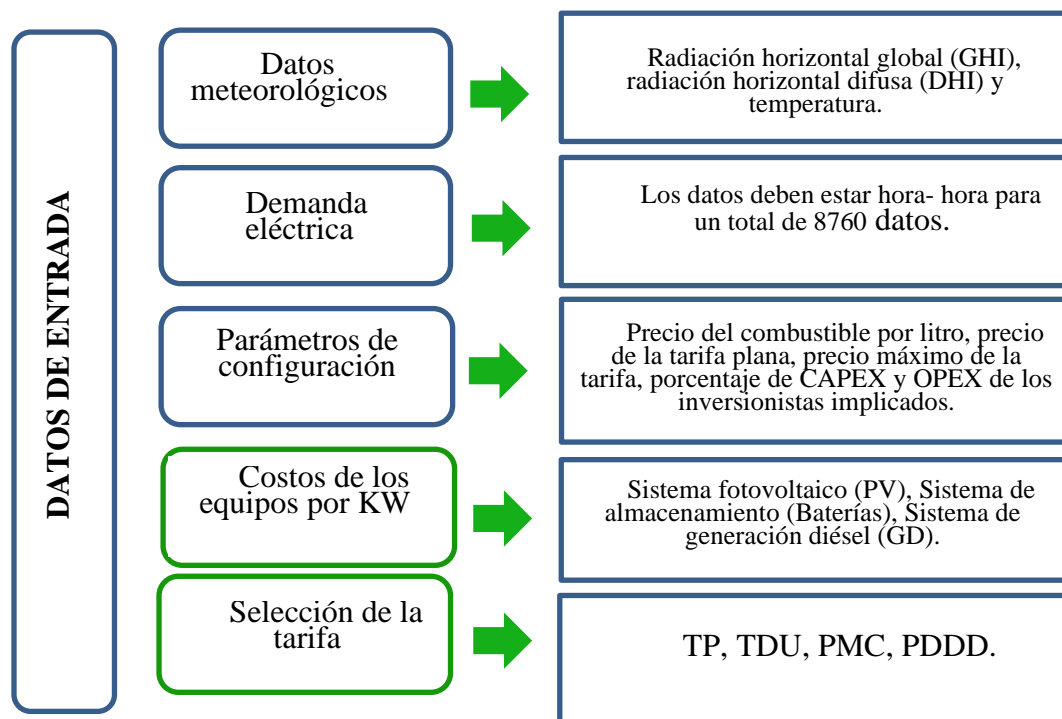 DATOS DE ENTRADA
Datos
meteorológicos
Radiación horizontal global (GHI),
radiación horizontal difusa (DHI) y
temperatura.
Demanda
eléctrica
Los datos deben estar hora- hora para
un total de 8760 datos.
Parámetros de
configuración
Precio del combustible por litro, precio
de la tarifa plana, precio máximo de la
tarifa, porcentaje de CAPEX y OPEX de los
inversionistas implicados.
Costos de los
equipos por KW
Sistema fotovoltaico (PV), Sistema de
almacenamiento (Baterías), Sistema de
generación diésel (GD).
Selección de la
tarifa
TP, TDU, PMC, PDDD.